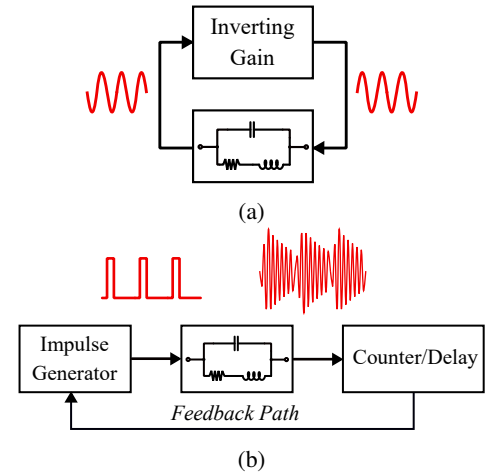 Inverting
Gain
(a)
Impulse
Generator
Counter/Delay
Feedback Path
(b)